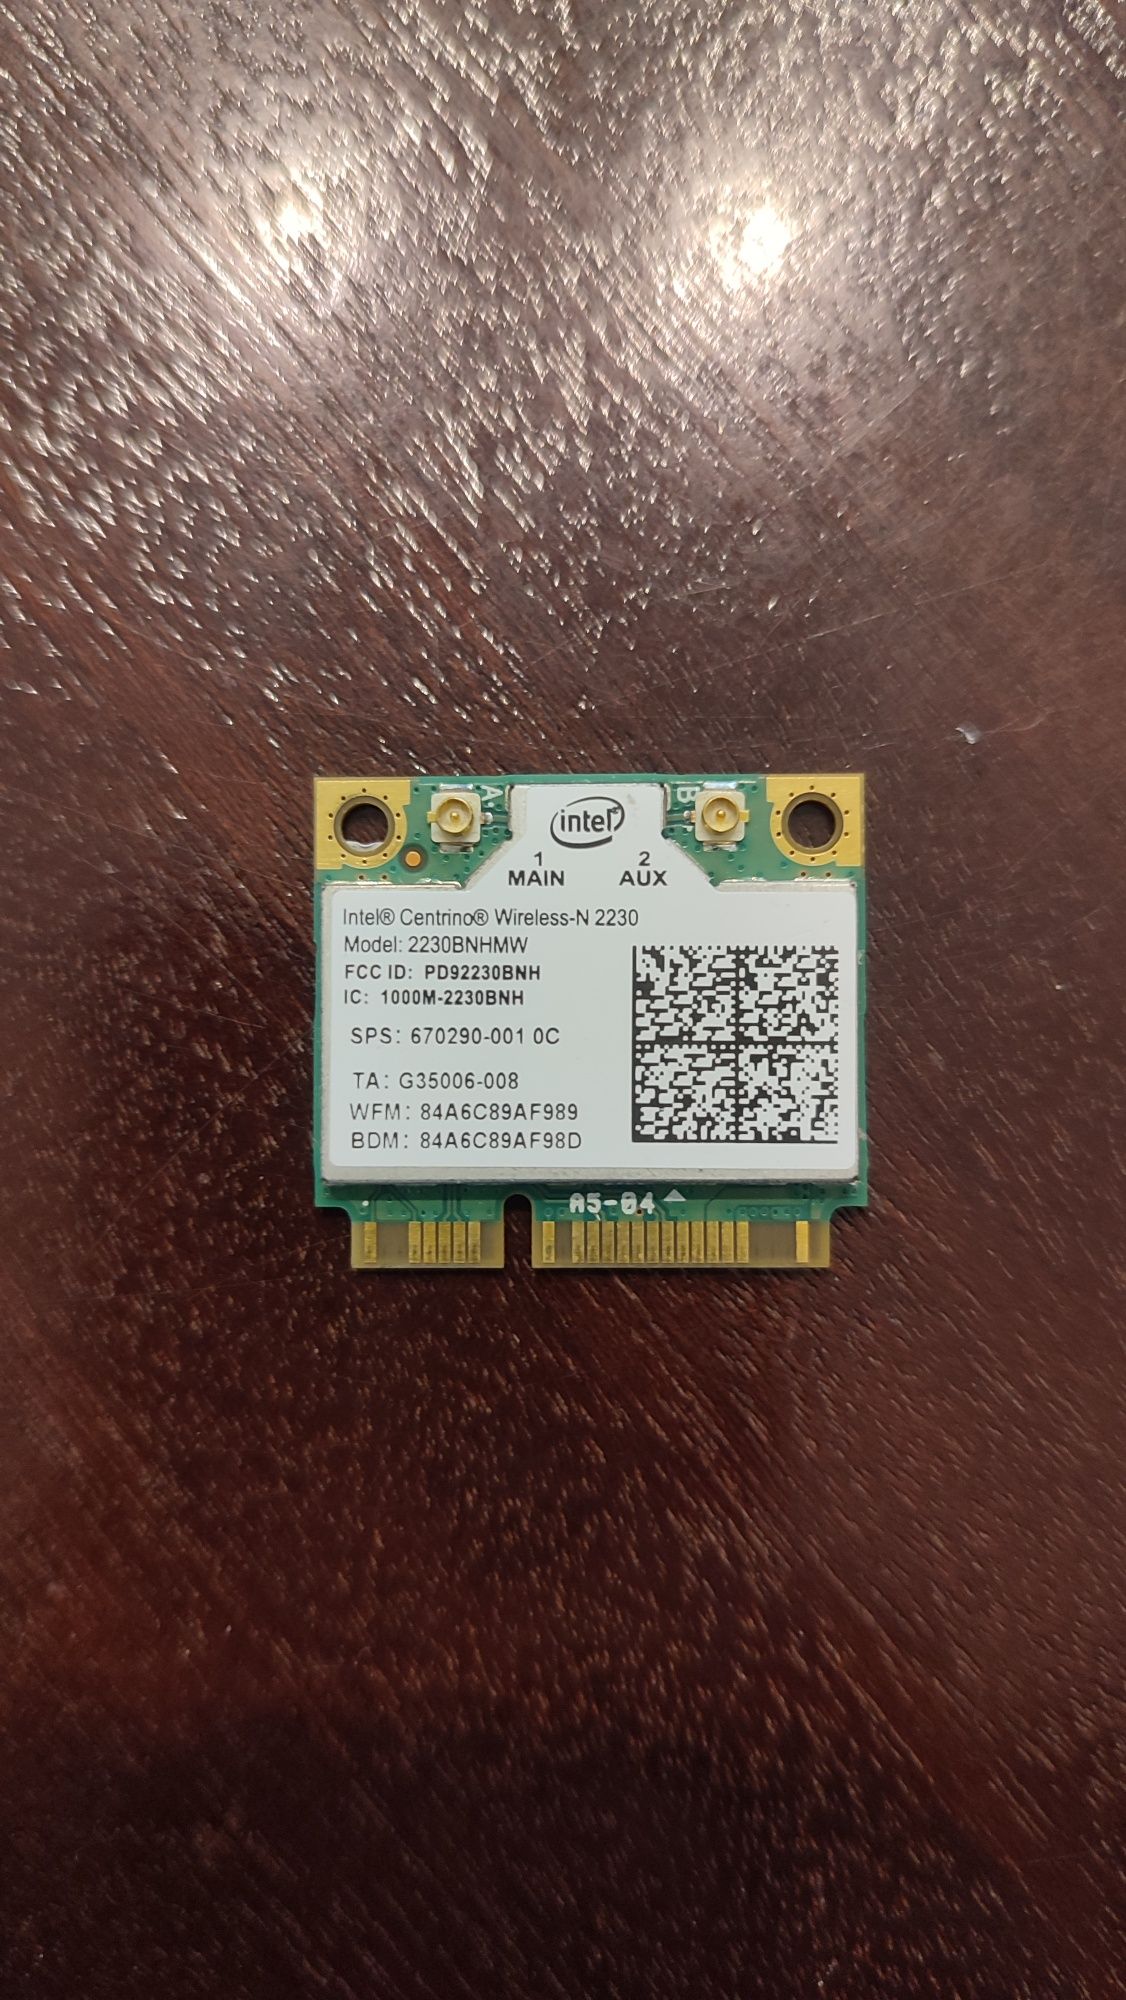 A
B
intel
1
2
MAIN
AUX
Intel® Centrino® Wireless-N 2230
Model: 2230BNHMW
FCC ID: PD92230BNH
IC: 1000M-2230BNH
SPS: 670290-001 0C
TA: G35006-008
WFM: 84A6C89AF989
BDM: 84A6C89AF98D
A5-04